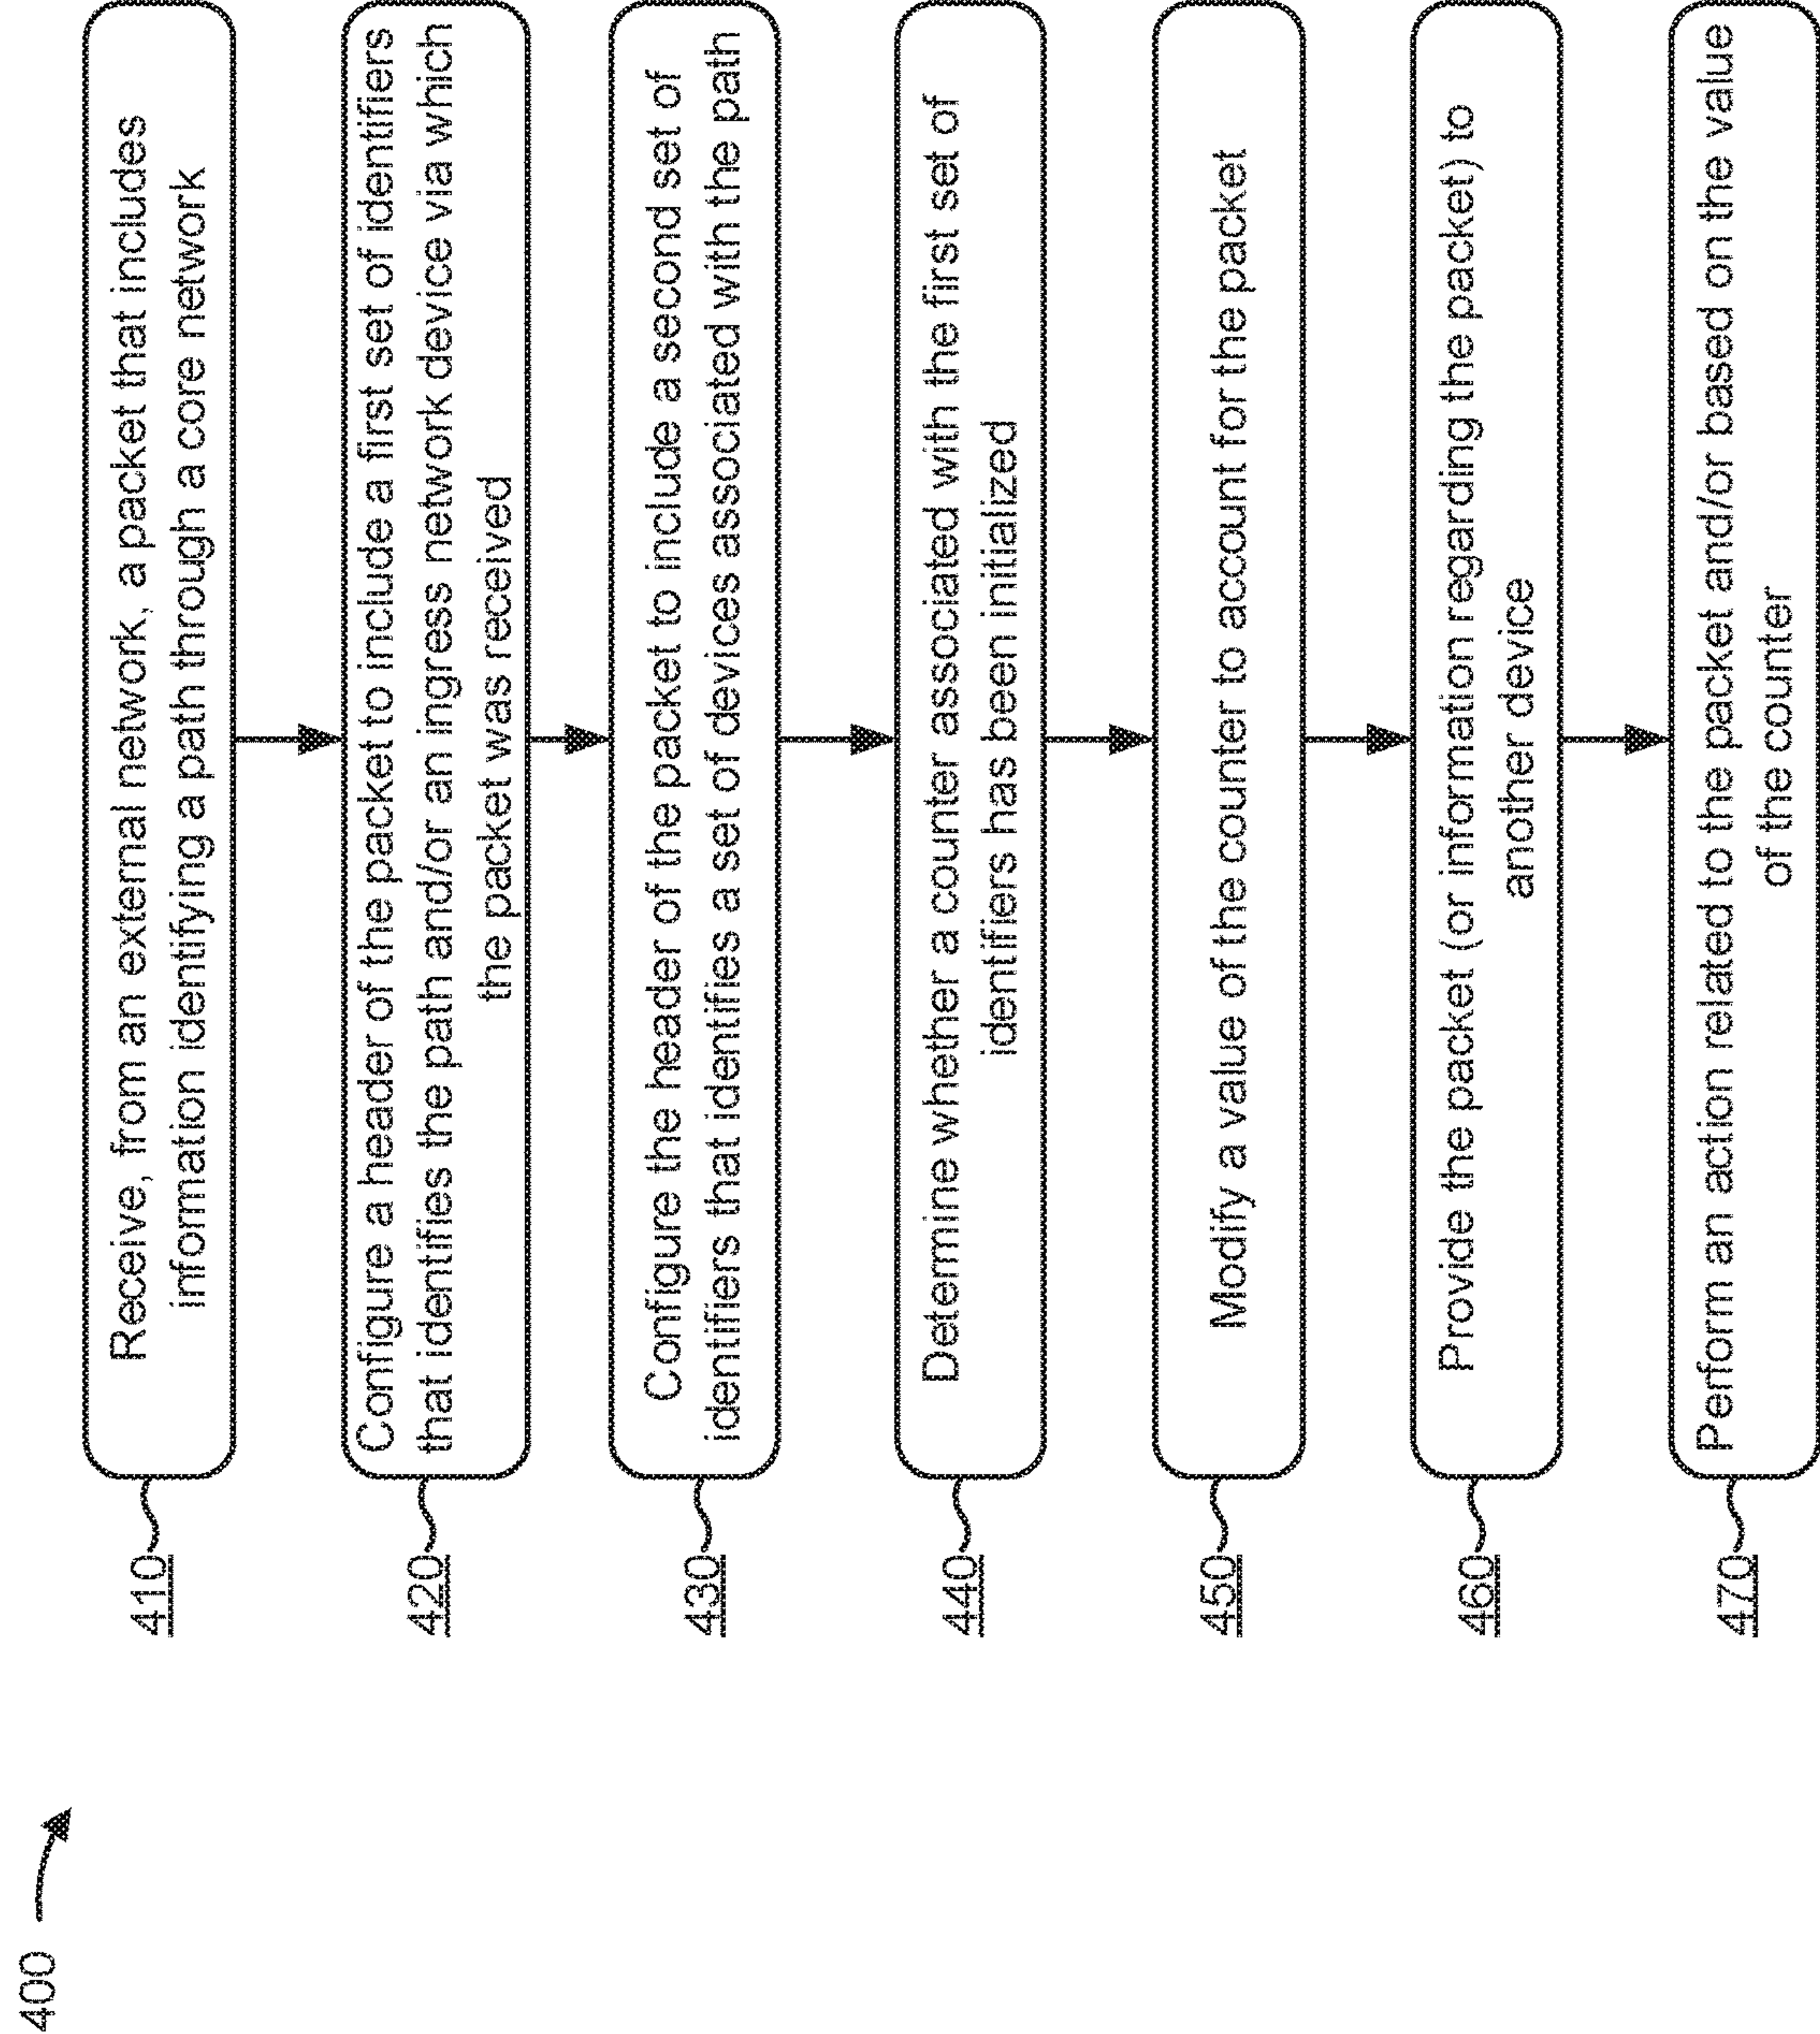 400
410
Receive, from an external network, a packet that includes
information identifying a path through a core network
420
Configure a header of the packet to include a first set of identifiers
that identifies the path and/or an ingress network device via which
the packet was received
430
Configure the header of the packet to include a second set of
identifiers that identifies a set of devices associated with the path
440
Determine whether a counter associated with the first set of
identifiers has been initialized
450
Modify a value of the counter to account for the packet
460
Provide the packet (or information regarding the packet) to
another device
470
Perform an action related to the packet and/or based on the value
of the counter